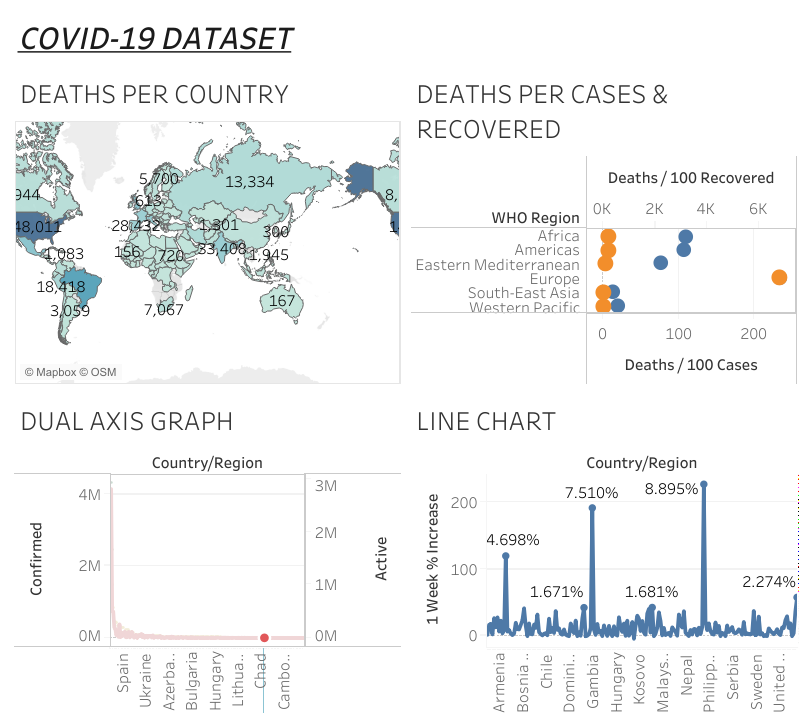 COVID-19 DATASET
DEATHS PER COUNTRY
5,700
13,334
944
613
8,
48,011
28,432
1,301
300
14
1,083
156
720
33,408
1,945
18,418
3,059
7,067
167
© Mapbox © OSM
DEATHS PER CASES &
RECOVERED
Deaths / 100 Recovered
WHO Region
0K 2K 4K 6K
Africa
Americas
Eastern Mediterranean
Europe
South-East Asia
Western Pacific
0 100 200
Deaths / 100 Cases
DUAL AXIS GRAPH
Country/Region
Confirmed
4M
2M
0M
3M
2M
1M
0M
Active
Spain
Ukraine
Azerba..
Bulgaria
Hungary
Lithua..
Chad
Cambo..
LINE CHART
Country/Region
1 Week % Increase
200
100
0
4.698%
1.671%
7.510%
1.681%
8.895%
2.274%
Armenia
Bosnia ..
Chile
Domini..
Gambia
Hungary
Kosovo
Malays..
Nepal
Philipp..
Serbia
Sweden
United ..